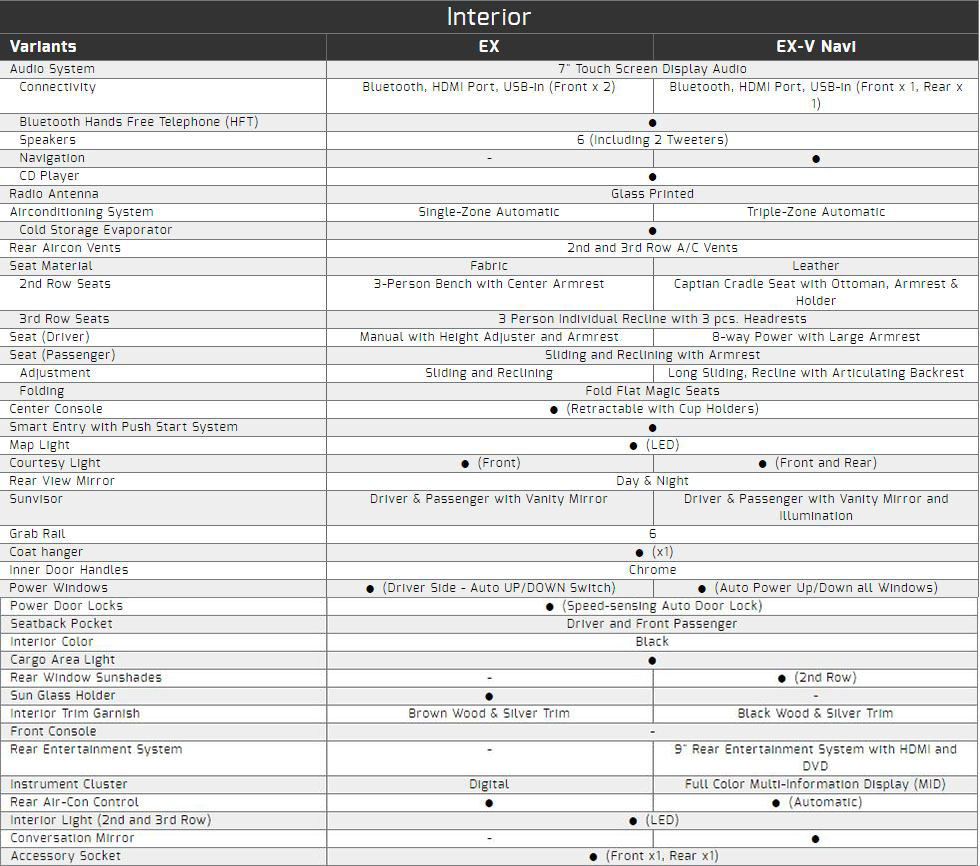 Interior
Variants EX EX-V Navi
Audio System 7" Touch Screen Display Audio
Connectivity Bluetooth, HDMI Port, USB-in (Front x 2) Bluetooth, HDMI Port, USB-in (Front x 1, Rear x
1)
Bluetooth Hands Free Telephone (HFT) ●
Speakers 6 (Including 2 Tweeters)
Navigation - ●
CD Player ●
Radio Antenna Glass Printed
Airconditioning System Single-Zone Automatic Triple-Zone Automatic
Cold Storage Evaporator ●
Rear Aircon Vents 2nd and 3rd Row A/C Vents
Seat Material Fabric Leather
2nd Row Seats 3-Person Bench with Center Armrest Captian Cradle Seat with Ottoman, Armrest &
Holder
3rd Row Seats 3 Person Individual Recline with 3 pcs. Headrests
Seat (Driver) Manual with Height Adjuster and Armrest 8-way Power with Large Armrest
Seat (Passenger) Sliding and Reclining with Armrest
Adjustment Sliding and Reclining Long Sliding, Recline with Articulating Backrest
Folding Fold Flat Magic Seats
Center Console ● (Retractable with Cup Holders)
Smart Entry with Push Start System ●
Map Light ● (LED)
Courtesy Light ● (Front) ● (Front and Rear)
Rear View Mirror Day & Night
Sunvisor Driver & Passenger with Vanity Mirror Driver & Passenger with Vanity Mirror and
Illumination
Grab Rail 6
Coat hanger ● (x1)
Inner Door Handles Chrome
Power Windows ● (Driver Side - Auto UP/DOWN Switch) ● (Auto Power Up/Down all Windows)
Power Door Locks ● (Speed-sensing Auto Door Lock)
Seatback Pocket Driver and Front Passenger
Interior Color Black
Cargo Area Light ●
Rear Window Sunshades - ● (2nd Row)
Sun Glass Holder ● -
Interior Trim Garnish Brown Wood & Silver Trim Black Wood & Silver Trim
Front Console -
Rear Entertainment System - 9" Rear Entertainment System with HDMI and
DVD
Instrument Cluster Digital Full Color Multi-Information Display (MID)
Rear Air-Con Control ● ● (Automatic)
Interior Light (2nd and 3rd Row) ● (LED)
Conversation Mirror - ●
Accessory Socket ● (Front x1, Rear x1)